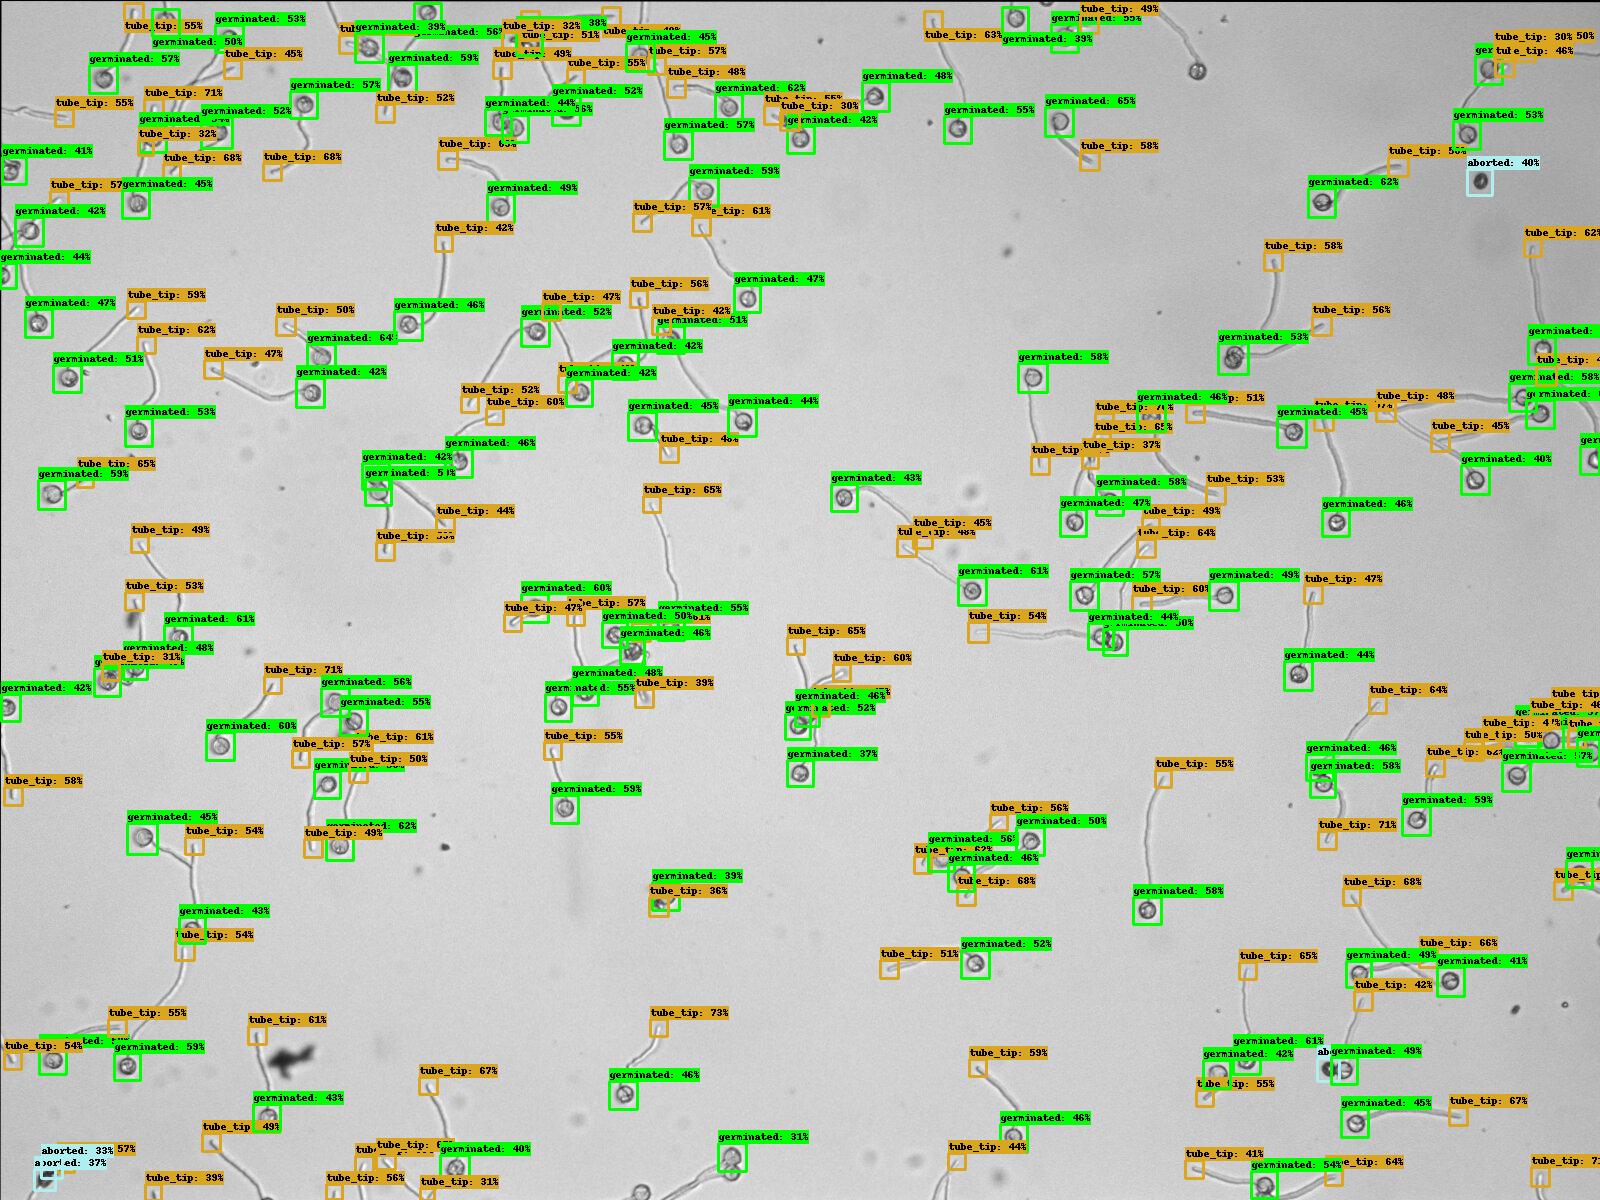 tube_tip: 55%
germinated: 53%
germinated: 50%
germinated: 57%
tube_tip: 45%
tube_tip: 55%
tube_tip: 71%
germinated: 52%
tube_tip: 32%
tube_tip: 68%
germinated: 41%
germinated: 45%
germinated: 42%
germinated: 44%
germinated: 57%
tube_tip: 68%
germinated: 59%
tube_tip: 52%
tube_tip: 32%
tube_tip: 49%
germinated: 45%
tube_tip: 57%
tube_tip: 48%
germinated: 52%
germinated: 62%
germinated: 57%
tube_tip: 30%
germinated: 42%
germinated: 48%
tube_tip: 63%
germinated: 39%
tube_tip: 49%
germinated: 55%
germinated: 65%
tube_tip: 58%
tube_tip: 30%
tube_tip: 46%
germinated: 53%
aborted: 40%
germinated: 62%
germinated: 49%
germinated: 59%
tube_tip: 57%
tube_tip: 42%
tube_tip: 58%
tube_tip: 62%
germinated: 47%
tube_tip: 59%
tube_tip: 62%
germinated: 47%
tube_tip: 50%
germinated: 46%
tube_tip: 47%
germinated: 52%
tube_tip: 56%
tube_tip: 42%
tube_tip: 56%
germinated: 53%
germinated: 51%
tube_tip: 47%
germinated: 42%
germinated: 42%
germinated: 42%
germinated: 58%
germinated: 53%
tube_tip: 52%
tube_tip: 60%
germinated: 45%
germinated: 44%
germinated: 46%
germinated: 45%
tube_tip: 48%
tube_tip: 45%
germinated: 46%
germinated: 42%
tube_tip: 65%
germinated: 59%
tube_tip: 37%
germinated: 40%
germinated: 43%
germinated: 58%
tube_tip: 53%
tube_tip: 65%
germinated: 47%
tube_tip: 49%
germinated: 46%
tube_tip: 44%
tube_tip: 45%
tube_tip: 64%
tube_tip: 49%
germinated: 61%
germinated: 57%
germinated: 49%
tube_tip: 47%
tube_tip: 53%
germinated: 60%
tube_tip: 47%
tube_tip: 60%
germinated: 61%
germinated: 50%
germinated: 46%
tube_tip: 65%
tube_tip: 54%
germinated: 44%
tube_tip: 31%
germinated: 42%
tube_tip: 71%
germinated: 56%
germinated: 48%
tube_tip: 39%
tube_tip: 60%
germinated: 44%
germinated: 55%
germinated: 46%
germinated: 52%
tube_tip: 64%
germinated: 60%
tube_tip: 57%
tube_tip: 61%
tube_tip: 55%
germinated: 37%
germinated: 46%
germinated: 58%
tube_tip: 58%
tube_tip: 50%
germinated: 59%
tube_tip: 55%
germinated: 59%
germinated: 45%
tube_tip: 54%
tube_tip: 49%
germinated: 62%
tube_tip: 56%
germinated: 50%
germinated: 46%
tube_tip: 71%
germinated: 39%
tube_tip: 36%
tube_tip: 68%
germinated: 58%
tube_tip: 68%
germinated: 43%
tube_tip: 54%
tube_tip: 51%
germinated: 52%
tube_tip: 65%
tube_tip: 66%
germinated: 49%
germinated: 41%
tube_tip: 42%
tube_tip: 55%
tube_tip: 61%
tube_tip: 73%
tube_tip: 54%
germinated: 59%
tube_tip: 59%
germinated: 61%
germinated: 42%
germinated: 49%
tube_tip: 67%
germinated: 46%
tube_tip: 55%
germinated: 43%
germinated: 46%
germinated: 45%
tube_tip: 67%
tube_tip: 49%
germinated: 40%
germinated: 31%
tube_tip: 44%
aborted: 33%
57%
aborted: 37%
tube_tip: 41%
germinated: 54%
tube_tip: 64%
tube_tip: 39%
tube_tip: 56%
tube_tip: 31%